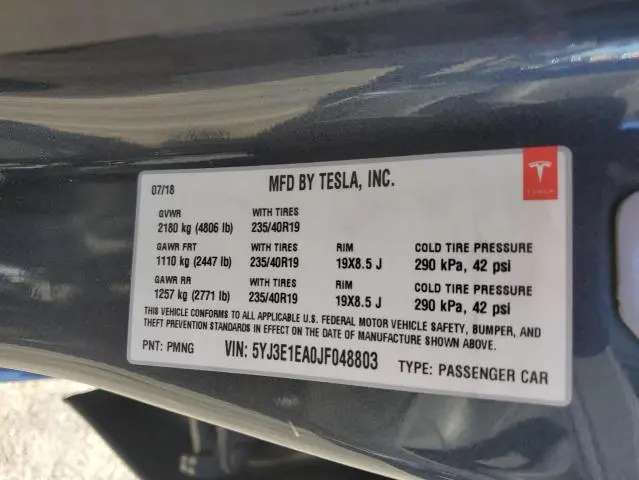 07/18 MFD BY TESLA, INC. TESLA
GVWR WITH TIRES
2180 kg (4806 lb) 235/40R19
GAWR FRT WITH TIRES RIM COLD TIRE PRESSURE
1110 kg (2447 lb) 235/40R19 19X8.5 J 290 kPa, 42 psi
GAWR RR WITH TIRES RIM COLD TIRE PRESSURE
1257 kg (2771 lb) 235/40R19 19X8.5 J 290 kPa, 42 psi
THIS VEHICLE CONFORMS TO ALL APPLICABLE U.S. FEDERAL MOTOR VEHICLE SAFETY, BUMPER, AND
THEFT PREVENTION STANDARDS IN EFFECT ON THE DATE OF MANUFACTURE SHOWN ABOVE.
PNT: PMNG VIN: 5YJ3E1EA0JF048803 TYPE: PASSENGER CAR